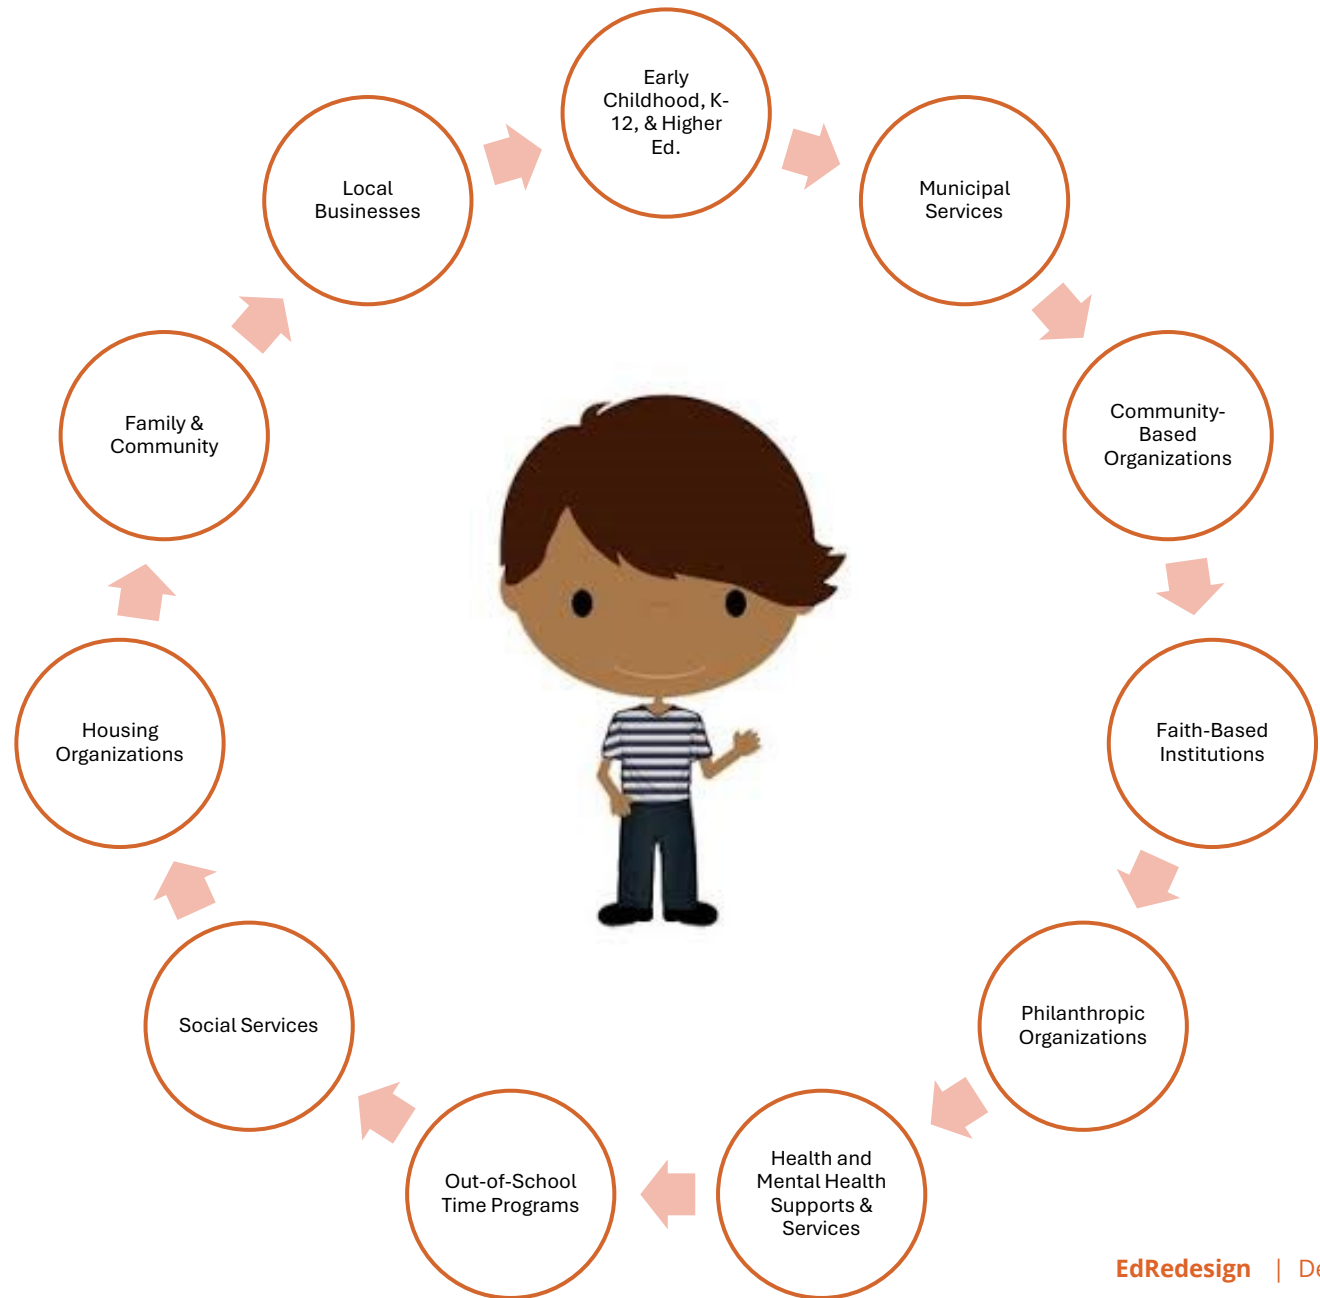 Early
Childhood, K-
12, & Higher
Ed.
Municipal
Services
Community-
Based
Organizations
Faith-Based
Institutions
Philanthropic
Organizations
Health and
Mental Health
Supports &
Services
Out-of-School
Time Programs
Social Services
Housing
Organizations
Family &
Community
Local
Businesses
EdRedesign | De